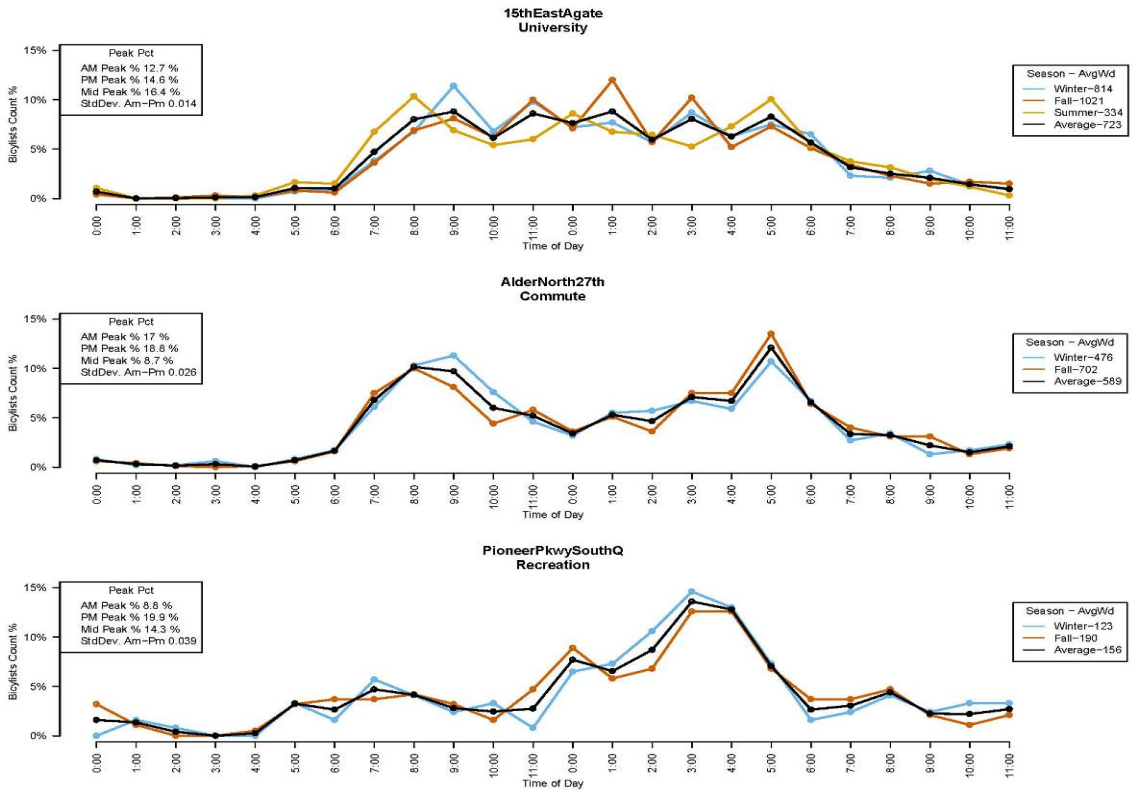 15thEastAgate
University
Peak Pct
AM Peak % 12.7 %
PM Peak % 14.6 %
Mid Peak % 16.4 %
StdDev. Am-Pm 0.014
Season - AvgWd
Winter-814
Fall-1021
Summer-334
Average-723
Bicylists Count %
15%
10%
5%
0%
0:00 1:00 2:00 3:00 4:00 5:00 6:00 7:00 8:00 9:00 10:00 11:00 0:00 1:00 2:00 3:00 4:00 5:00 6:00 7:00 8:00 9:00 10:00 11:00
Time of Day
AlderNorth27th
Commute
Peak Pct
AM Peak % 17 %
PM Peak % 18.8 %
Mid Peak % 8.7 %
StdDev. Am-Pm 0.026
Season - AvgWd
Winter-476
Fall-702
Average-589
Bicylists Count %
15%
10%
5%
0%
0:00 1:00 2:00 3:00 4:00 5:00 6:00 7:00 8:00 9:00 10:00 11:00 0:00 1:00 2:00 3:00 4:00 5:00 6:00 7:00 8:00 9:00 10:00 11:00
Time of Day
PioneerPkwySouthQ
Recreation
Peak Pct
AM Peak % 8.8 %
PM Peak % 19.9 %
Mid Peak % 14.3 %
StdDev. Am-Pm 0.039
Season - AvgWd
Winter-123
Fall-190
Average-156
Bicylists Count %
15%
10%
5%
0%
0:00 1:00 2:00 3:00 4:00 5:00 6:00 7:00 8:00 9:00 10:00 11:00 0:00 1:00 2:00 3:00 4:00 5:00 6:00 7:00 8:00 9:00 10:00 11:00
Time of Day